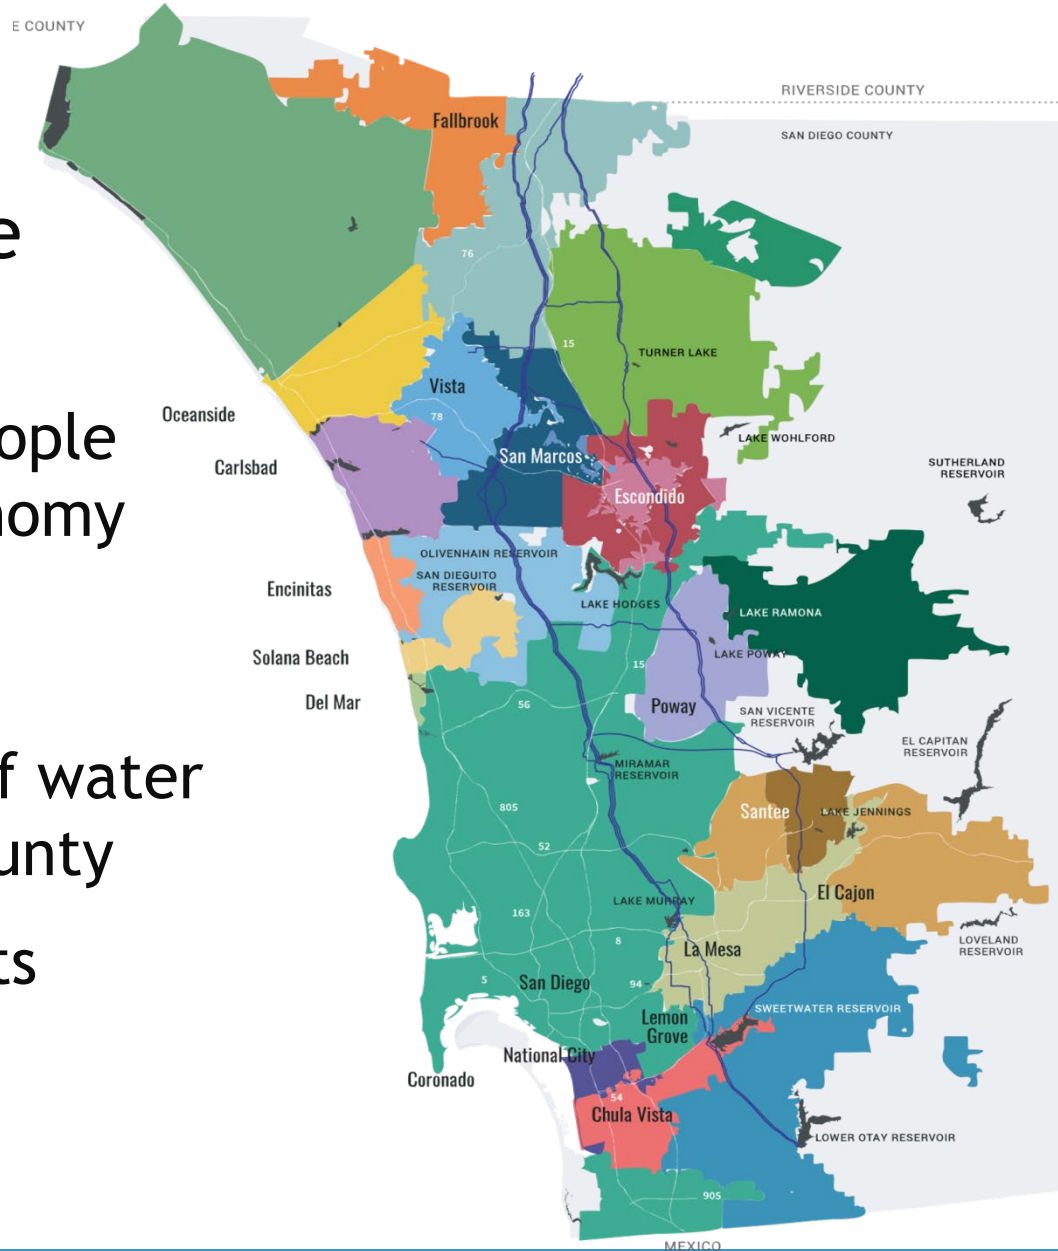 E COUNTY
RIVERSIDE COUNTY
SAN DIEGO COUNTY
Fallbrook
e
76
15
TURNER LAKE
Vista
Oceanside
78
ople
LAKE WOHLFORD
San Marcos
Carlsbad
SUTHERLAND
RESERVOIR
Escondido
nomy
OLIVENHAIN RESERVOIR
SAN DIEGUITO
RESERVOIR
Encinitas
LAKE HODGES
LAKE RAMONA
Solana Beach
LAKE POWAY
15
Del Mar
56
Poway
SAN VICENTE
RESERVOIR
EL CAPITAN
RESERVOIR
f water
MIRAMAR
RESERVOIR
805
Santee
LAKE JENNINGS
52
unty
El Cajon
LAKE MURRAY
163
8
La Mesa
LOVELAND
RESERVOIR
ts
5
San Diego
94
SWEETWATER RESERVOIR
Lemon
Grove
National City
Coronado
54
Chula Vista
LOWER OTAY RESERVOIR
905
MEXICO